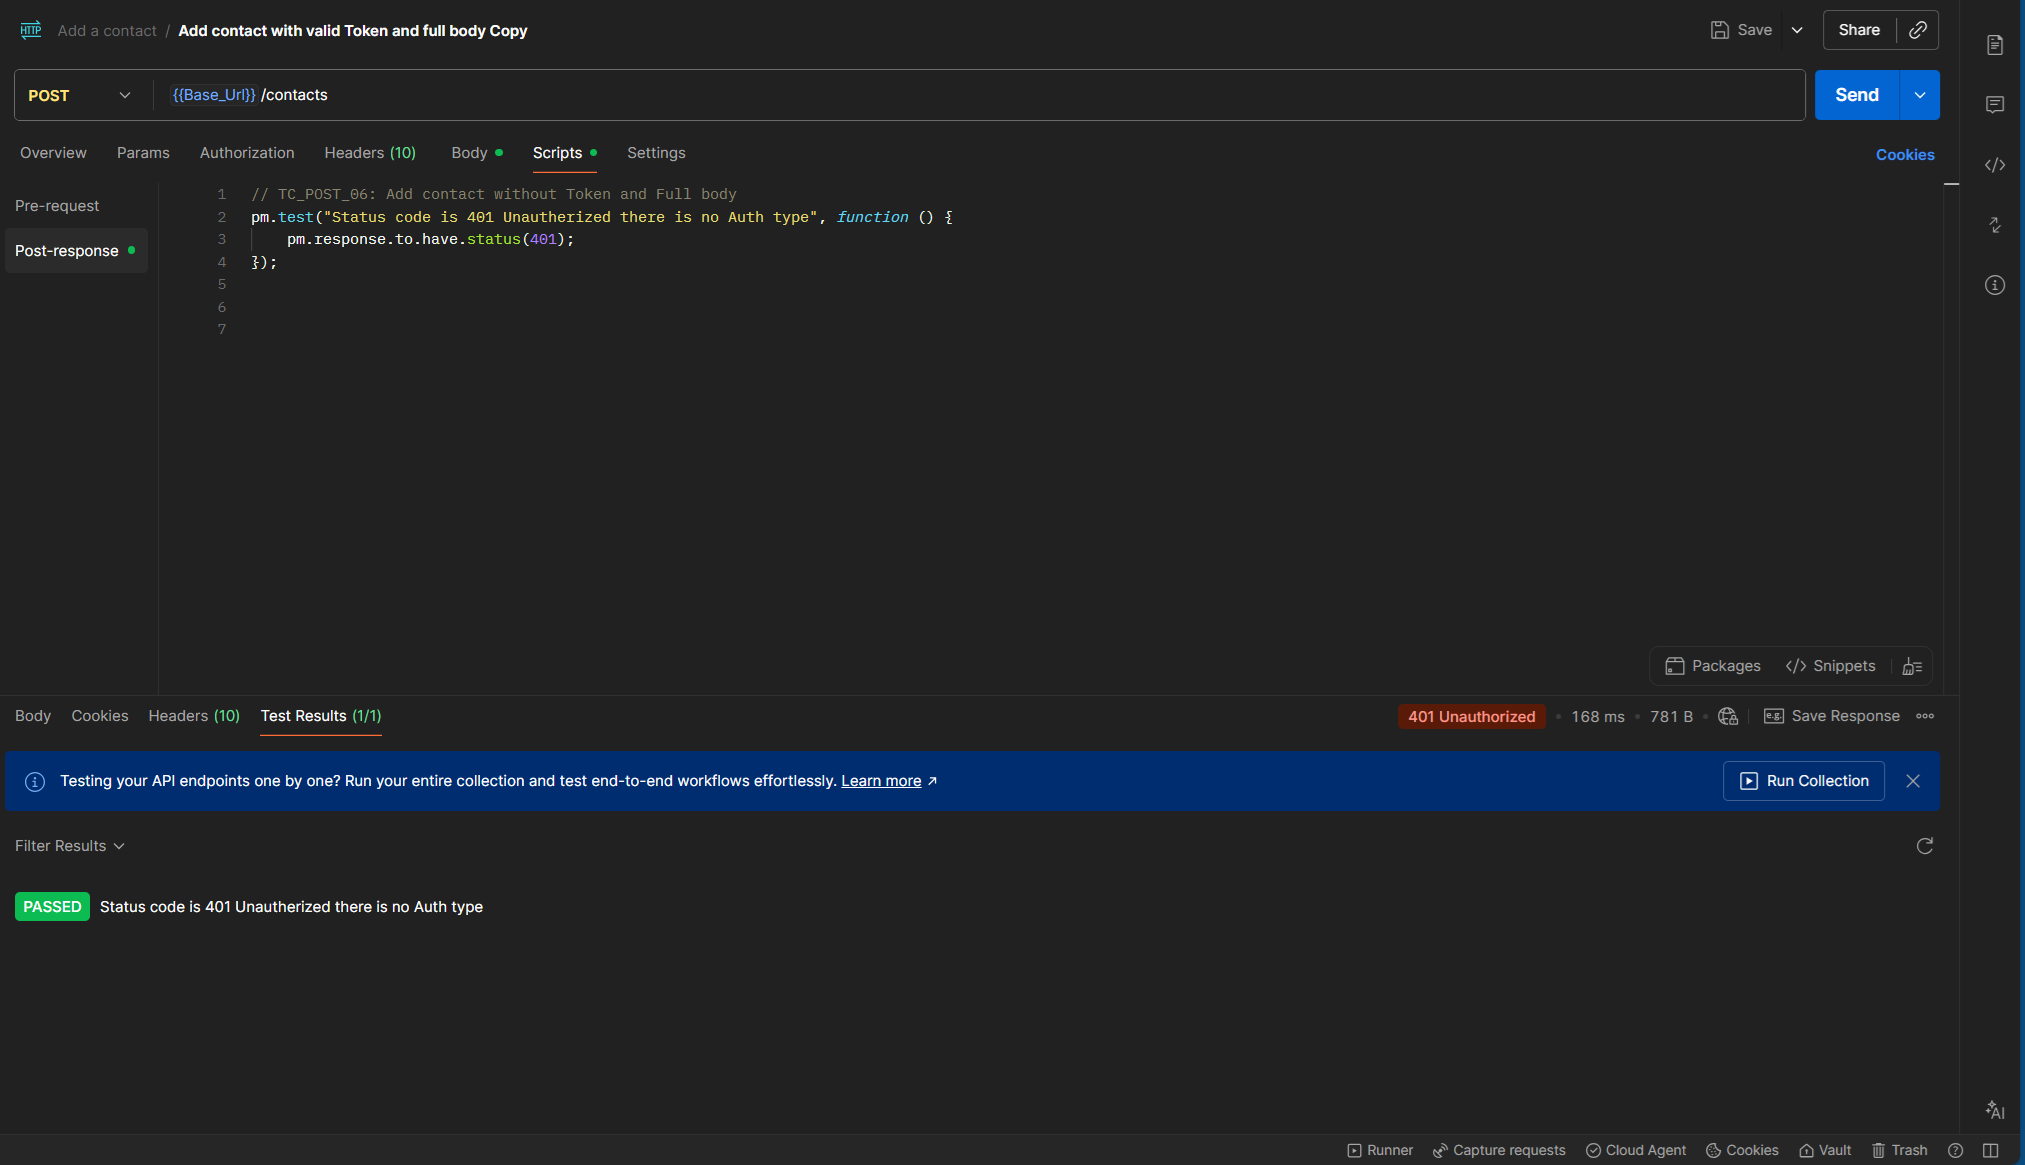 HTTP Add a contact / Add contact with valid Token and full body Copy Save Share
POST {{Base_Url}} /contacts Send
Overview Params Authorization Headers (10) Body Scripts Settings Cookies
Pre-request
Post-response
1 // TC_POST_06: Add contact without Token and Full body
2 pm.test("Status code is 401 Unautherized there is no Auth type", function () {
3 pm.response.to.have.status(401);
4 });
5
6
7
Packages </> Snippets
Body Cookies Headers (10) Test Results (1/1) 401 Unauthorized • 168 ms • 781 B • e.g. Save Response
Testing your API endpoints one by one? Run your entire collection and test end-to-end workflows effortlessly. Learn more ↗ Run Collection
Filter Results
PASSED Status code is 401 Unautherized there is no Auth type
AI
Runner Capture requests Cloud Agent Cookies Vault Trash